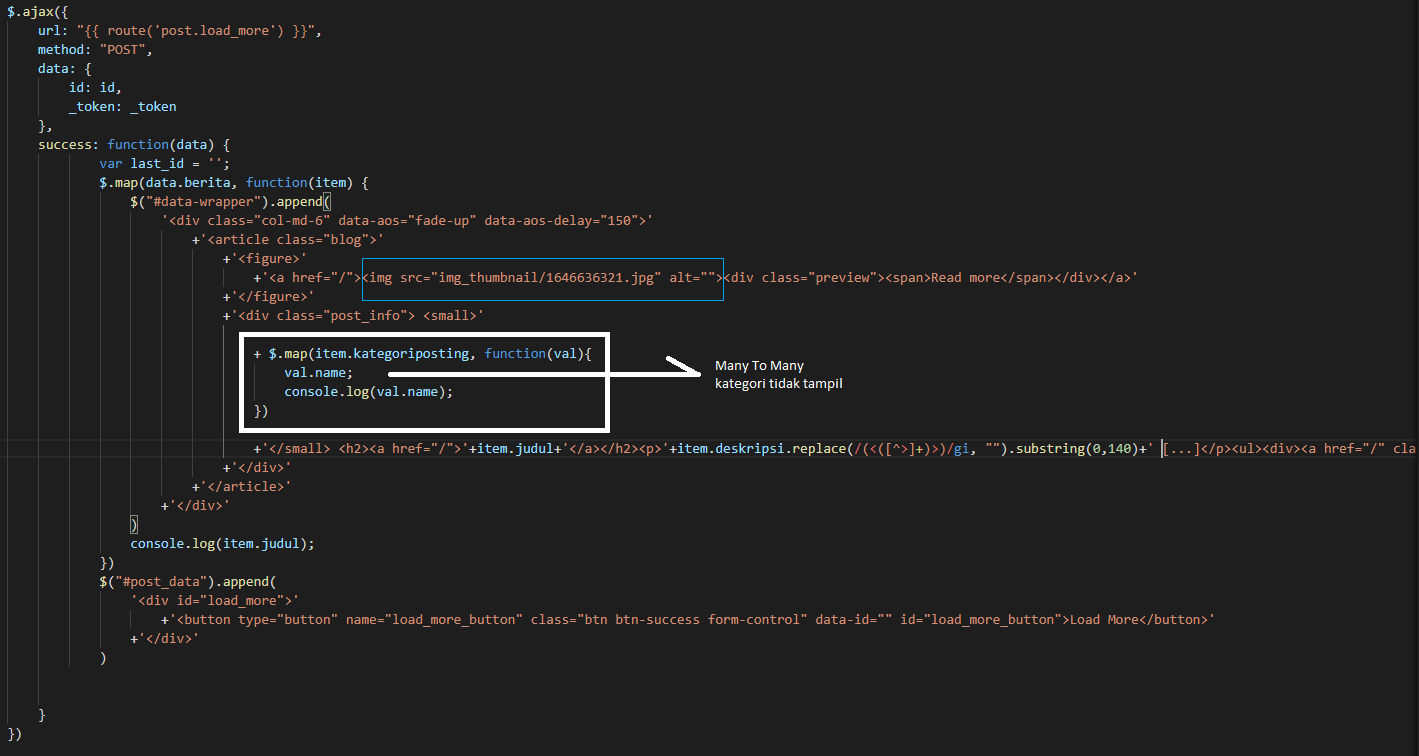 $.ajax({
url: "{{ route('post.load_more') }}",
method: "POST",
data: {
id: id,
_token: _token
},
success: function(data) {
var last_id = '';
$.map(data.berita, function(item) {
$("#data-wrapper").append(
'<div class="col-md-6" data-aos="fade-up" data-aos-delay="150">'
+'<article class="blog">'
+'<figure>'
+'<a href="/"><img src="img_thumbnail/1646636321.jpg" alt=""><div class="preview"><span>Read more</span></div></a>'
+'</figure>'
+'<div class="post_info"> <small>'
+ $.map(item.kategoriposting, function(val){
val.name;
console.log(val.name);
})
Many To Many
kategori tidak tampil
+'</small> <h2><a href="/">'+item.judul+'</a></h2><p>'+item.deskripsi.replace(/(<([^>]+)>)/gi, "").substring(0,140)+' [...]</p><ul><div><a href="/" cla
+'</div>'
+'</article>'
+'</div>'
)
console.log(item.judul);
})
$("#post_data").append(
'<div id="load_more">'
+'<button type="button" name="load_more_button" class="btn btn-success form-control" data-id="" id="load_more_button">Load More</button>'
+'</div>'
)
}
})